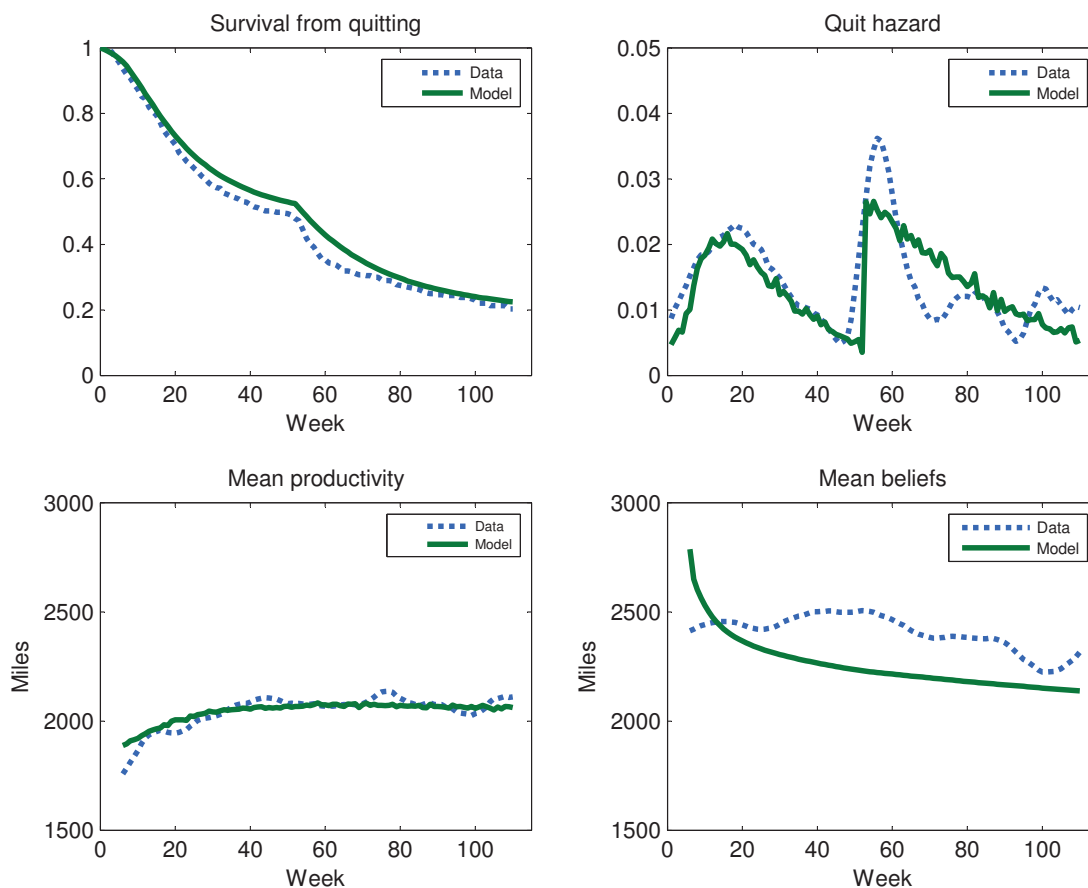 Survival from quitting
1
0.8
0.6
0.4
0.2
0
0 20 40 60 80 100
Week
Data
Model
Quit hazard
0.05
0.04
0.03
0.02
0.01
0
0 20 40 60 80 100
Week
Data
Model
Mean productivity
Miles
3000
2500
2000
1500
0 20 40 60 80 100
Week
Data
Model
Mean beliefs
Miles
3000
2500
2000
1500
0 20 40 60 80 100
Week
Data
Model